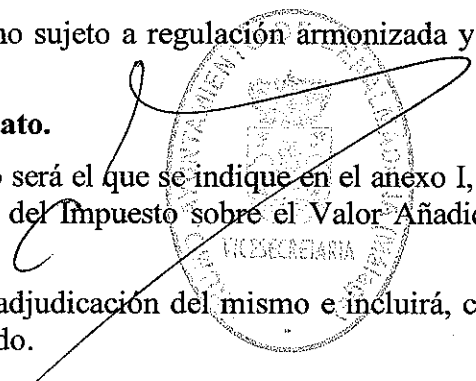 no sujeto a regulación armonizada y
ato.
será el que se indique en el anexo I,
del Impuesto sobre el Valor Añadi
VICESECRETARIA
adjudicación del mismo e incluirá, c
do.